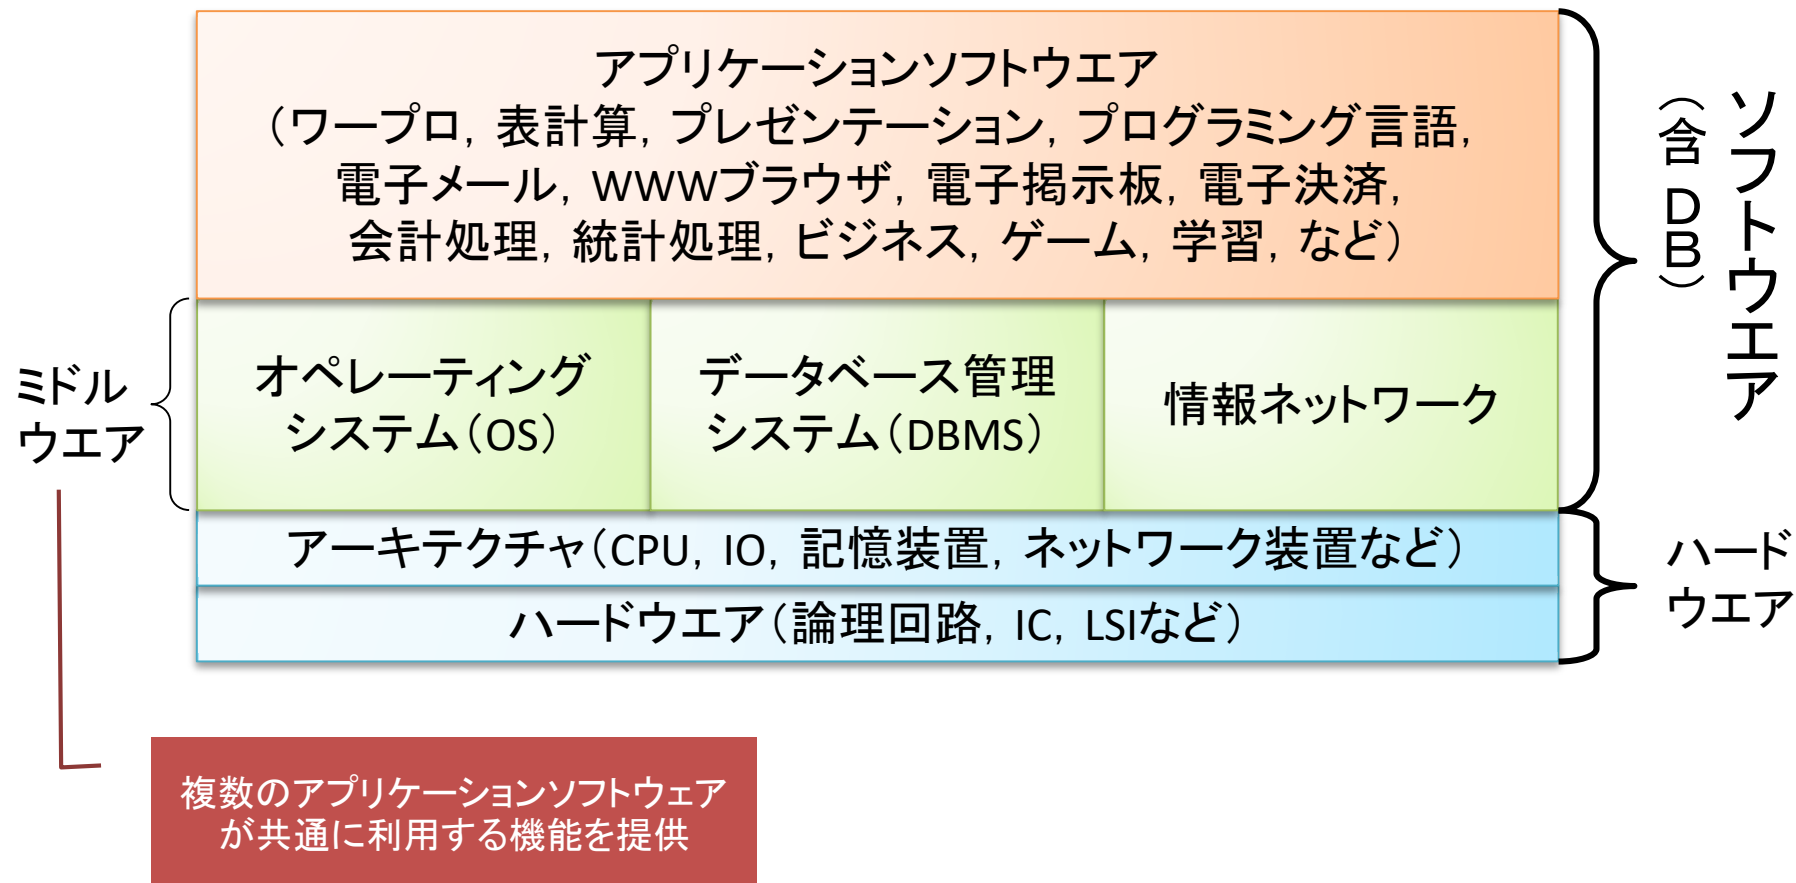 アプリケーションソフトウエア
（ワープロ，表計算，プレゼンテーション，プログラミング言語，
電子メール，WWWブラウザ，電子掲示板，電子決済，
会計処理，統計処理，ビジネス，ゲーム，学習，など）
ソフトウエア
（含DB）
ミドル
ウエア
オペレーティング
システム（OS）
データベース管理
システム（DBMS）
情報ネットワーク
アーキテクチャ（CPU，IO，記憶装置，ネットワーク装置など）
ハードウエア（論理回路，IC，LSIなど）
ハード
ウエア
複数のアプリケーションソフトウェア
が共通に利用する機能を提供